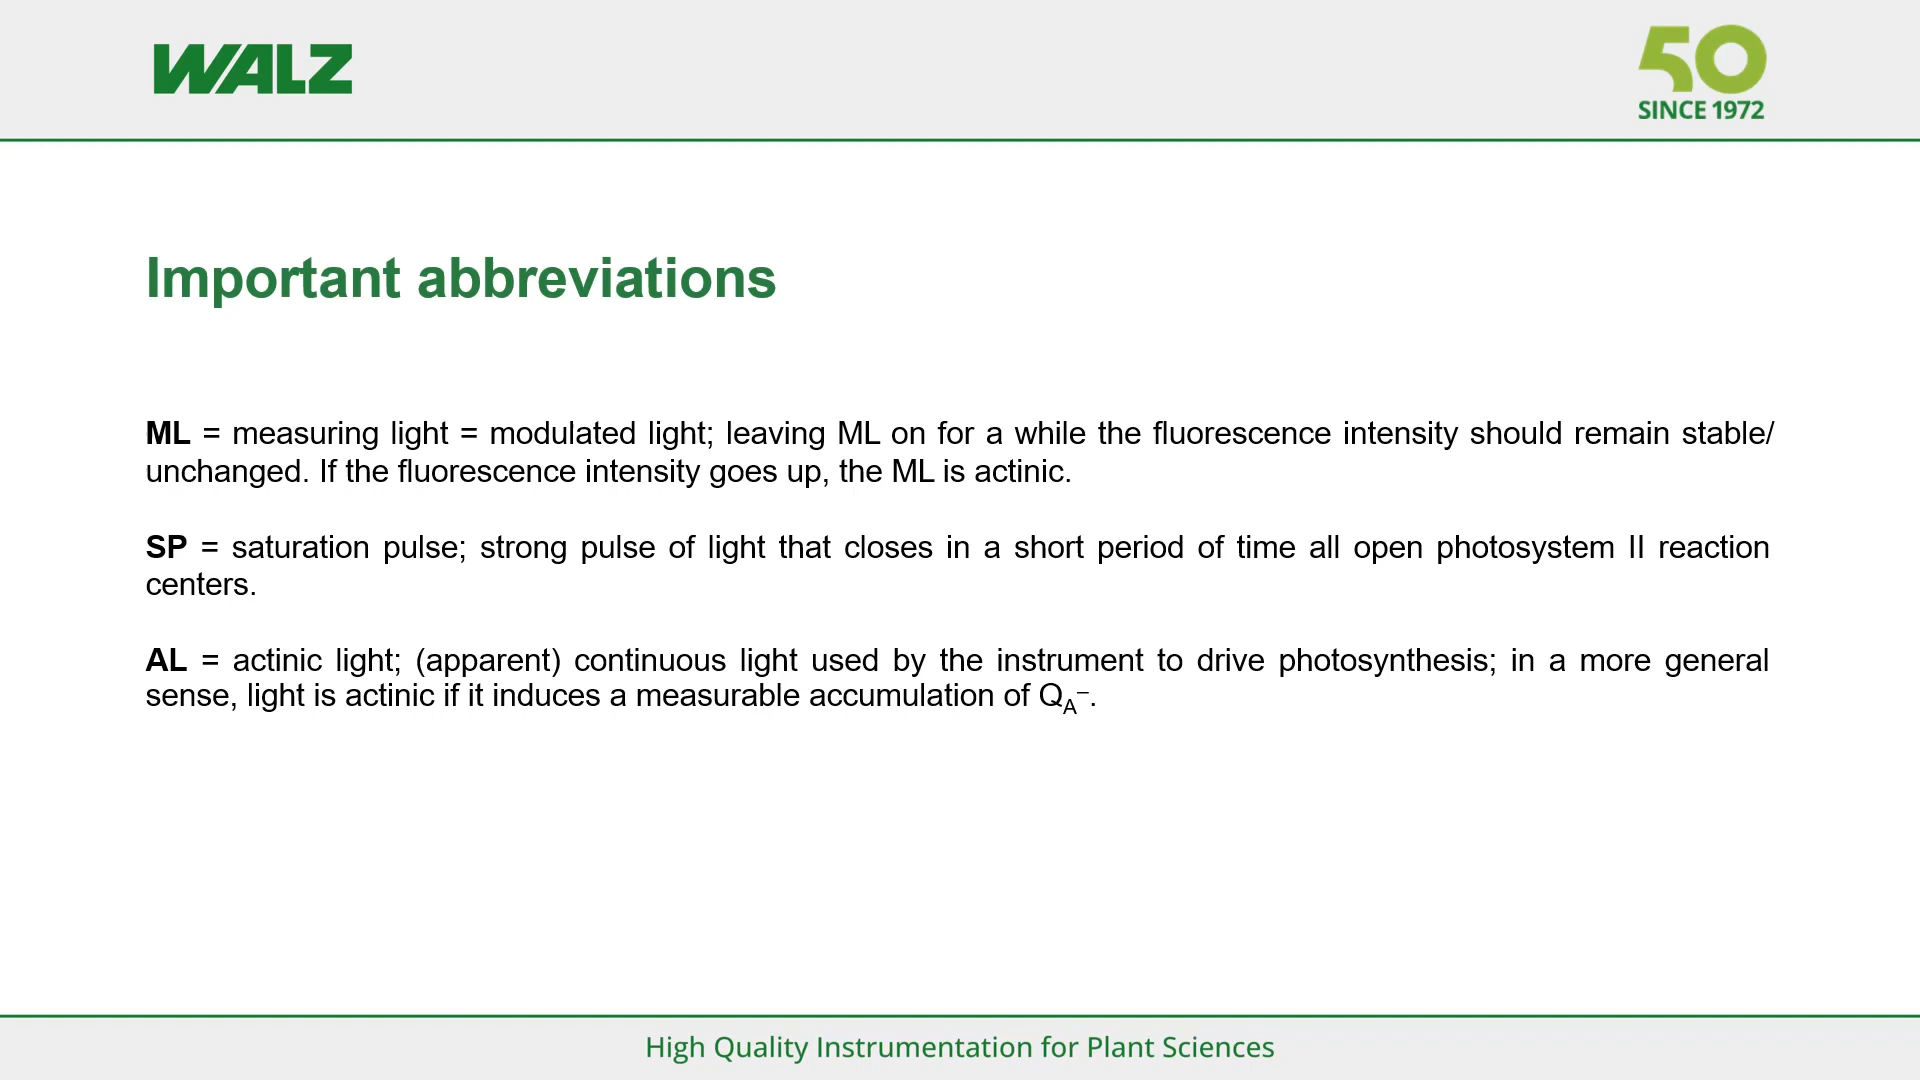 WALZ
50
SINCE 1972
Important abbreviations
ML = measuring light = modulated light; leaving ML on for a while the fluorescence intensity should remain stable/
unchanged. If the fluorescence intensity goes up, the ML is actinic.
SP = saturation pulse; strong pulse of light that closes in a short period of time all open photosystem II reaction
centers.
AL = actinic light; (apparent) continuous light used by the instrument to drive photosynthesis; in a more general
sense, light is actinic if it induces a measurable accumulation of Q_A⁻.
High Quality Instrumentation for Plant Sciences